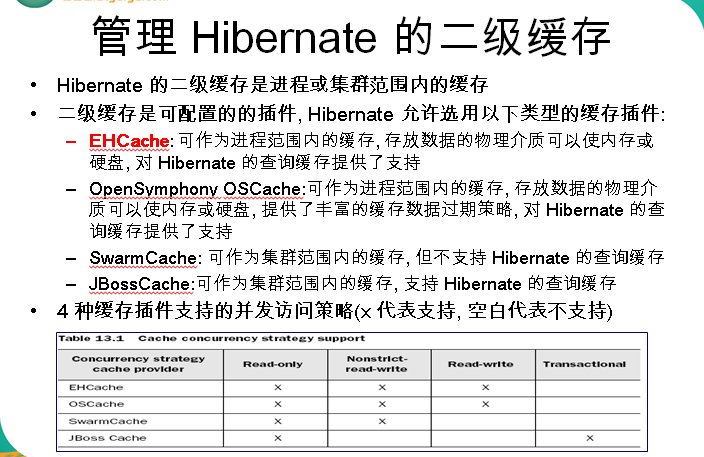 管理 Hibernate 的二级缓存
• Hibernate 的二级缓存是进程或集群范围内的缓存
• 二级缓存是可配置的的插件, Hibernate 允许选用以下类型的缓存插件:
– EHCache: 可作为进程范围内的缓存, 存放数据的物理介质可以使内存或
硬盘, 对 Hibernate 的查询缓存提供了支持
– OpenSymphony OSCache:可作为进程范围内的缓存, 存放数据的物理介
质可以使内存或硬盘, 提供了丰富的缓存数据过期策略, 对 Hibernate 的查
询缓存提供了支持
– SwarmCache: 可作为集群范围内的缓存, 但不支持 Hibernate 的查询缓存
– JBossCache:可作为集群范围内的缓存, 支持 Hibernate 的查询缓存
• 4 种缓存插件支持的并发访问策略(x 代表支持, 空白代表不支持)
Table 13.1 Cache concurrency strategy support
Concurrency strategy cache provider Read-only Nonstrict-read-write Read-write Transactional
EHCache x x x
OSCache x x x
SwarmCache x x
JBoss Cache x x